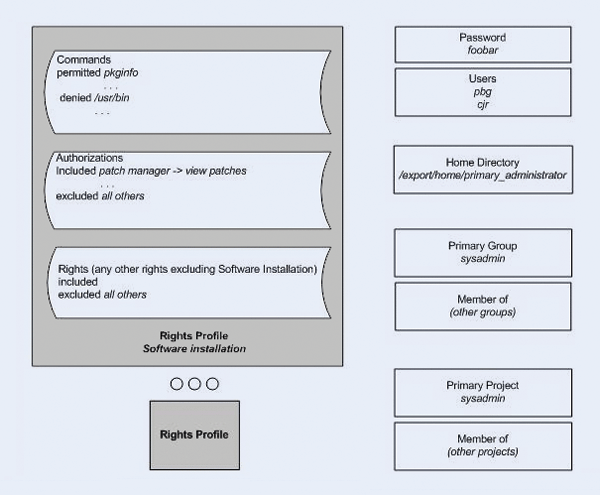 Commands
permitted pkginfo
. . .
denied /usr/bin
. . .
Authorizations
Included patch manager -> view patches
. . .
excluded all others
Rights (any other rights excluding Software Installation)
included
excluded all others
Rights Profile
Software installation
Rights Profile
Password
foobar
Users
pbg
cjr
Home Directory
/export/home/primary_administrator
Primary Group
sysadmin
Member of
(other groups)
Primary Project
sysadmin
Member of
(other projects)